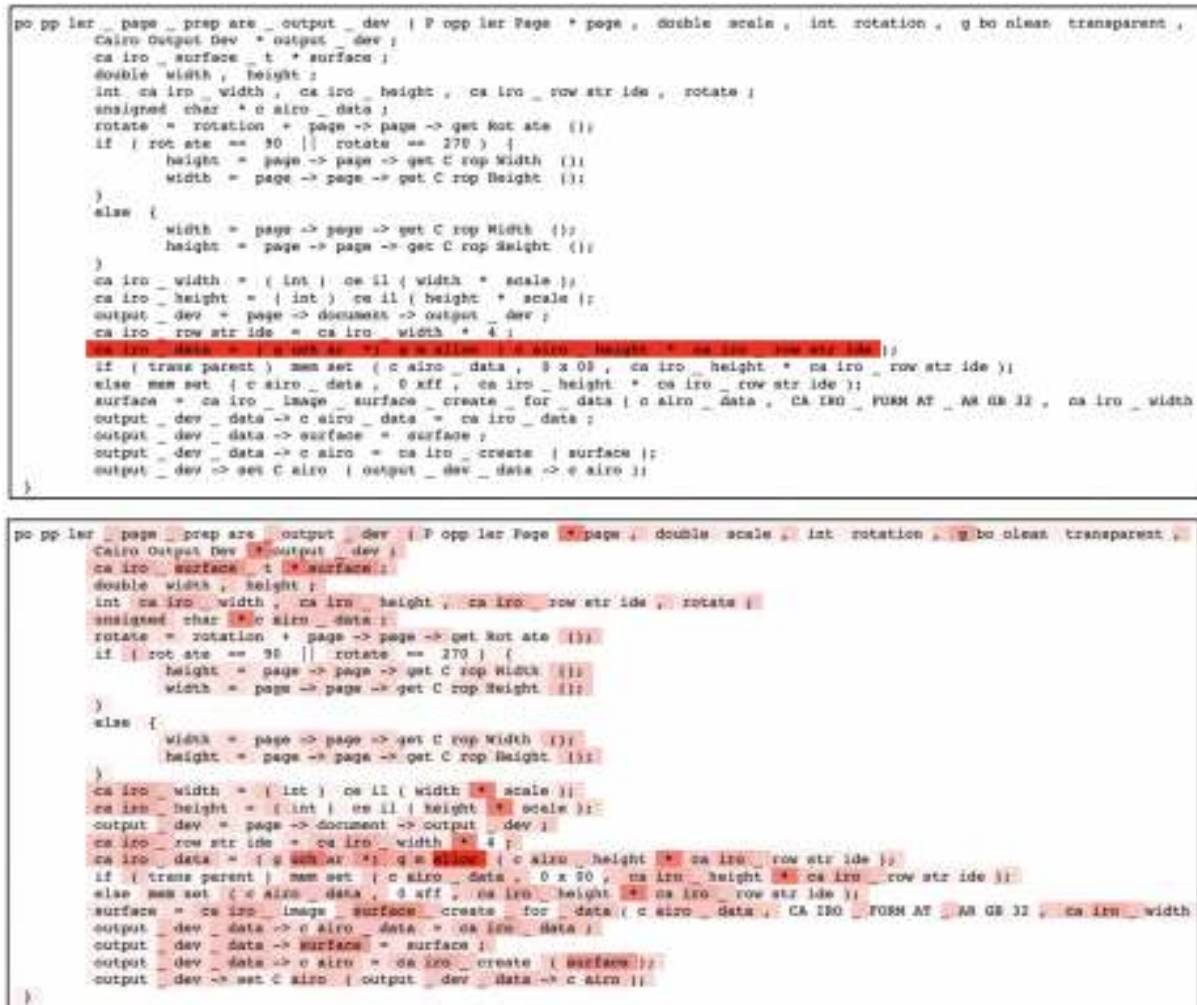 po pp ler _ page _ prep are _ output _ dev ( P opp ler Page * page , double scale , int rotation , g bo olean transparent ,
Cairo Output Dev * output _ dev ;
ca iro _ surface _ t * surface ;
double width , height ;
int ca iro _ width , ca iro _ height , ca iro _ row str ide , rotate ;
unsigned char * c airo _ data ;
rotate = rotation + page -> page -> get Rot ate ();
if ( rot ate == 90 || rotate == 270 ) {
height = page -> page -> get C rop Width ();
width = page -> page -> get C rop Height ();
}
else {
width = page -> page -> get C rop Width ();
height = page -> page -> get C rop Height ();
}
ca iro _ width = ( int ) ce il ( width * scale );
ca iro _ height = ( int ) ce il ( height * scale );
output _ dev = page -> document -> output _ dev ;
ca iro _ row str ide = ca iro _ width * 4 ;
ca iro _ data = ( g uch ar *) g m alloc ( c airo _ height * ca iro _ row str ide );
if ( trans parent ) mem set ( c airo _ data , 0 x 00 , ca iro _ height * ca iro _ row str ide );
else mem set ( c airo _ data , 0 xff , ca iro _ height * ca iro _ row str ide );
surface = ca iro _ image _ surface _ create _ for _ data ( c airo _ data , CA IRO _ FORM AT _ AR GB 32 , ca iro _ width
output _ dev _ data -> c airo _ data = ca iro _ data ;
output _ dev _ data -> surface = surface ;
output _ dev _ data -> c airo = ca iro _ create ( surface );
output _ dev -> set C airo ( output _ dev _ data -> c airo );
}
po pp ler _ page _ prep are _ output _ dev ( P opp ler Page * page , double scale , int rotation , g bo olean transparent ,
Cairo Output Dev * output _ dev ;
ca iro _ surface _ t * surface ;
double width , height ;
int ca iro _ width , ca iro _ height , ca iro _ row str ide , rotate ;
unsigned char * c airo _ data ;
rotate = rotation + page -> page -> get Rot ate ();
if ( rot ate == 90 || rotate == 270 ) {
height = page -> page -> get C rop Width ();
width = page -> page -> get C rop Height ();
}
else {
width = page -> page -> get C rop Width ();
height = page -> page -> get C rop Height ();
}
ca iro _ width = ( int ) ce il ( width * scale );
ca iro _ height = ( int ) ce il ( height * scale );
output _ dev = page -> document -> output _ dev ;
ca iro _ row str ide = ca iro _ width * 4 ;
ca iro _ data = ( g uch ar *) g m alloc ( c airo _ height * ca iro _ row str ide );
if ( trans parent ) mem set ( c airo _ data , 0 x 00 , ca iro _ height * ca iro _ row str ide );
else mem set ( c airo _ data , 0 xff , ca iro _ height * ca iro _ row str ide );
surface = ca iro _ image _ surface _ create _ for _ data ( c airo _ data , CA IRO _ FORM AT _ AR GB 32 , ca iro _ width
output _ dev _ data -> c airo _ data = ca iro _ data ;
output _ dev _ data -> surface = surface ;
output _ dev _ data -> c airo = ca iro _ create ( surface );
output _ dev -> set C airo ( output _ dev _ data -> c airo );
}